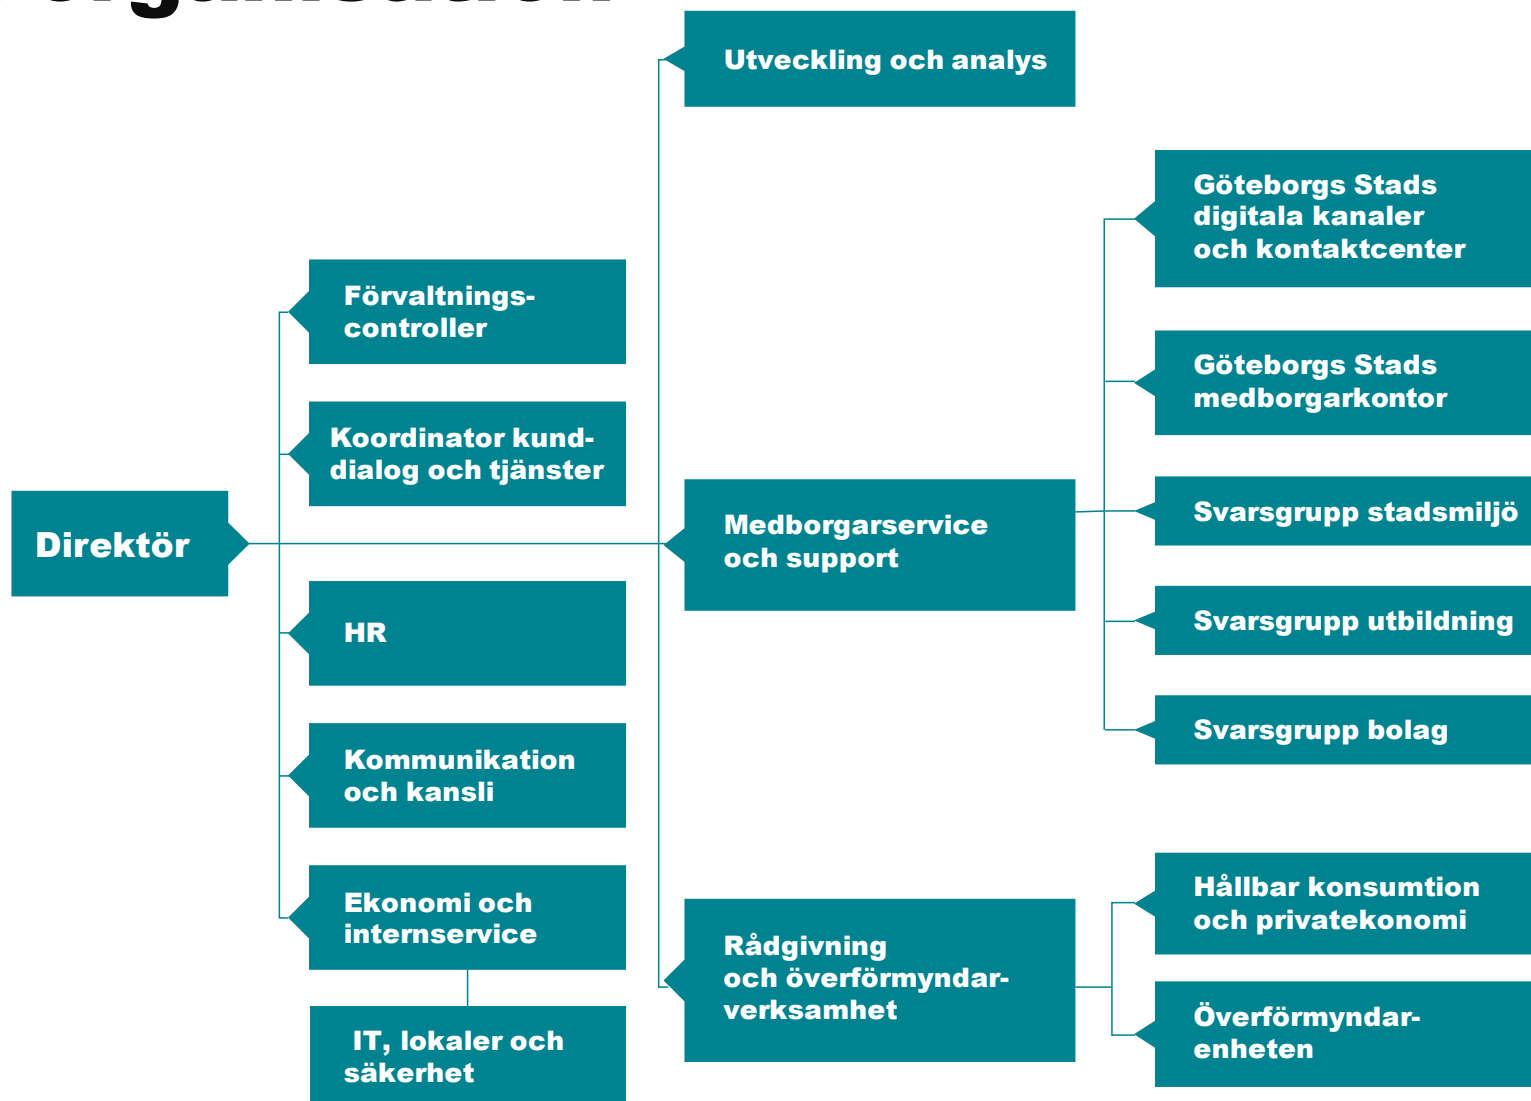 organisation
Direktör
Förvaltnings-
controller
Koordinator kund-
dialog och tjänster
HR
Kommunikation
och kansli
Ekonomi och
internservice
IT, lokaler och
säkerhet
Utveckling och analys
Medborgarservice
och support
Rådgivning
och överförmyndar-
verksamhet
Göteborgs Stads
digitala kanaler
och kontaktcenter
Göteborgs Stads
medborgarkontor
Svarsgrupp stadsmiljö
Svarsgrupp utbildning
Svarsgrupp bolag
Hållbar konsumtion
och privatekonomi
Överförmyndar-
enheten